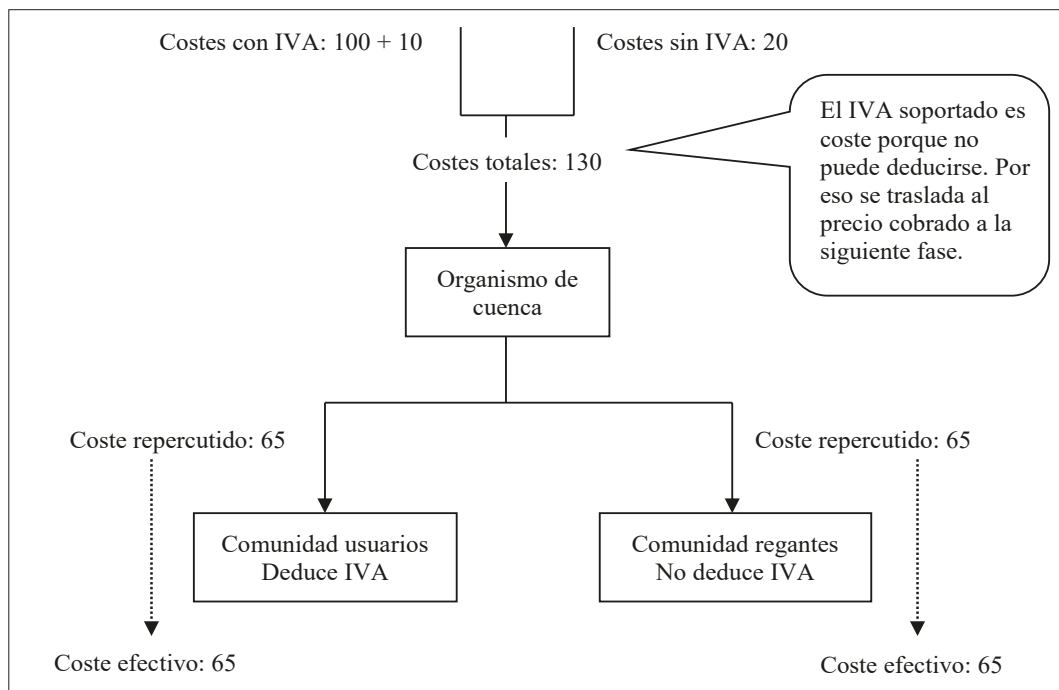 Costes con IVA: 100 + 10
Costes sin IVA: 20
El IVA soportado es
coste porque no
puede deducirse. Por
eso se traslada al
precio cobrado a la
siguiente fase.
Costes totales: 130
Organismo de
cuenca
Coste repercutido: 65
Coste repercutido: 65
Comunidad usuarios
Deduce IVA
Comunidad regantes
No deduce IVA
Coste efectivo: 65
Coste efectivo: 65